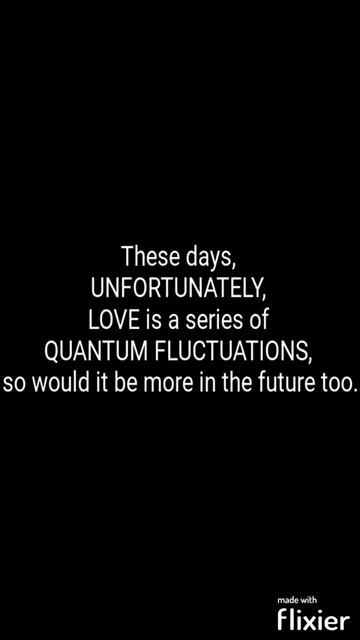 These days,
UNFORTUNATELY,
LOVE is a series of
QUANTUM FLUCTUATIONS,
so would it be more in the future too.
made with
flixier